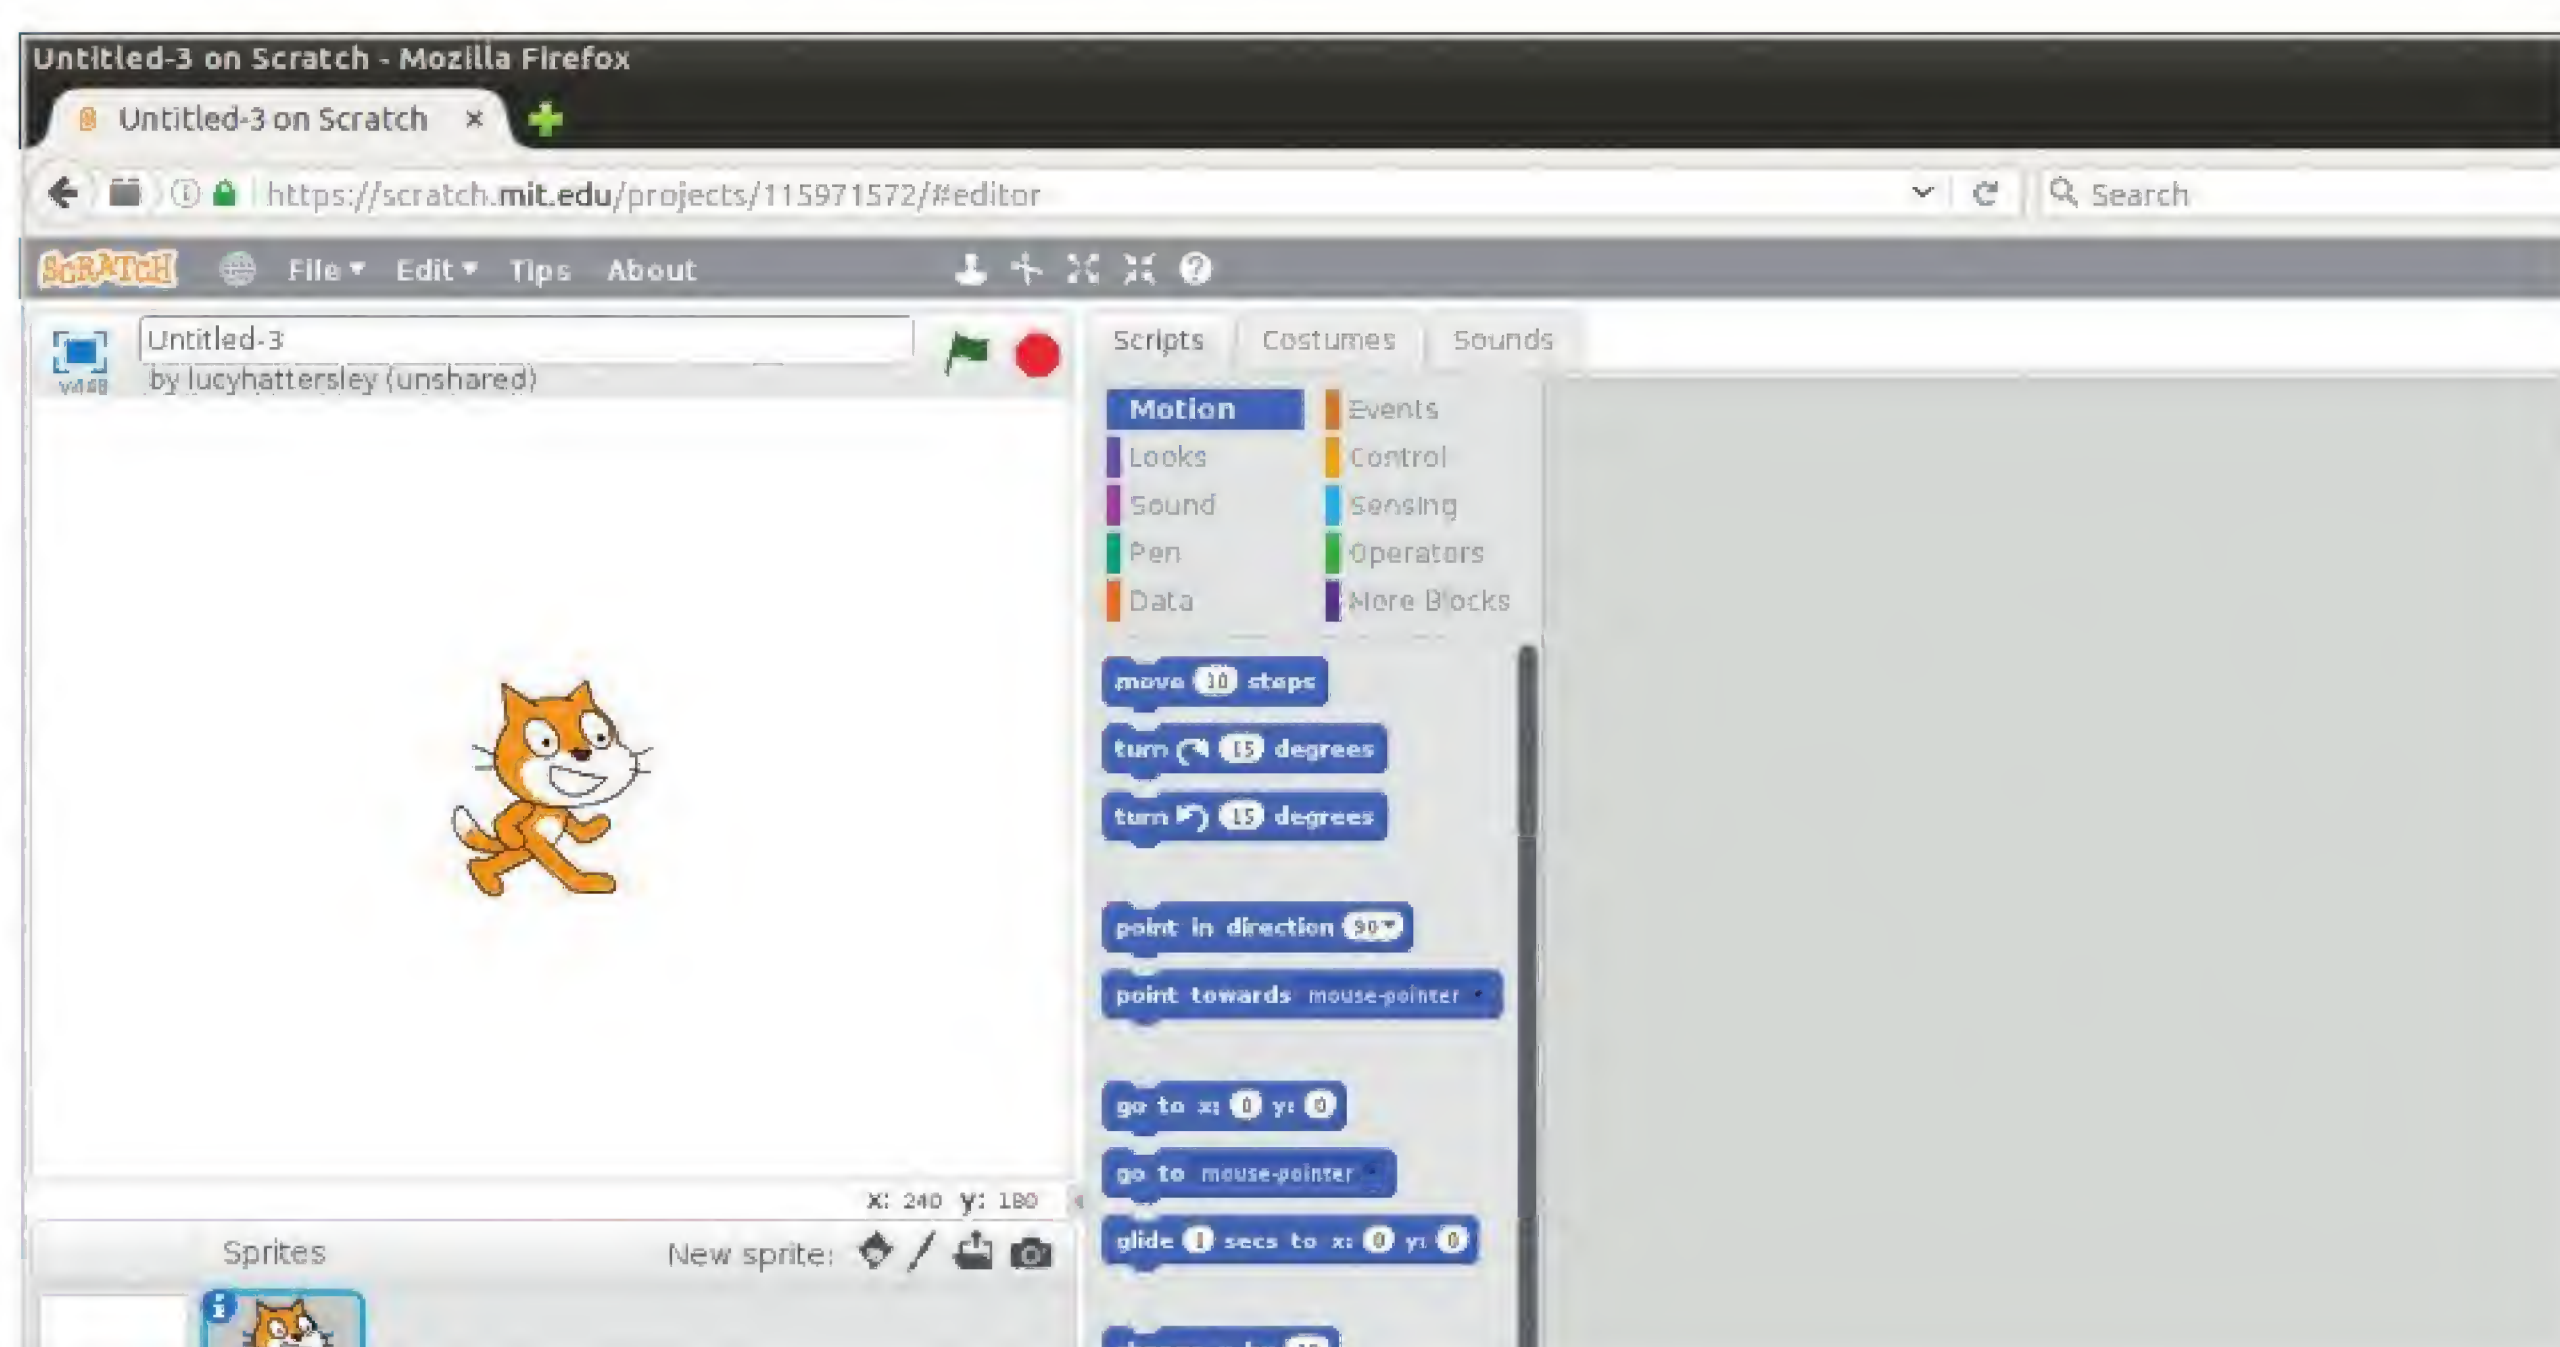 Untitled-3 on Scratch - Mozilla Firefox
Untitled-3 on Scratch
https://scratch.mit.edu/projects/115971572/#editor
Search
SCRATCH File Edit Tips About
Untitled-3
by lucyhattersley (unshared)
Scripts Costumes Sounds
Motion Events
Looks Control
Sound Sensing
Pen Operators
Data More Blocks
move 10 steps
turn 15 degrees
turn 15 degrees
point in direction 90
point towards mouse-pointer
go to x: 0 y: 0
go to mouse-pointer
glide 1 secs to x: 0 y: 0
x: 240 y: 180
Sprites New sprite: